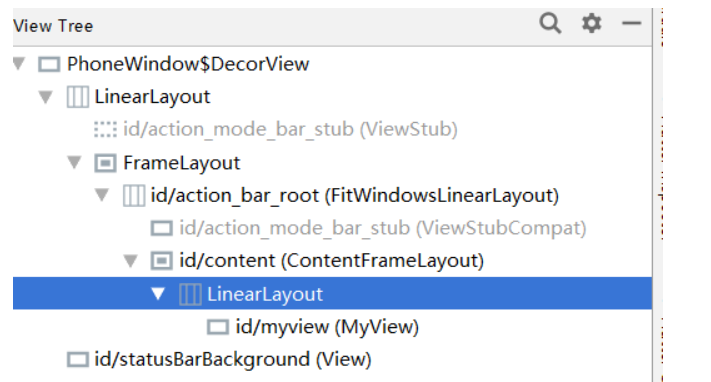 View Tree
PhoneWindow$DecorView
LinearLayout
id/action_mode_bar_stub (ViewStub)
FrameLayout
id/action_bar_root (FitWindowsLinearLayout)
id/action_mode_bar_stub (ViewStubCompat)
id/content (ContentFrameLayout)
LinearLayout
id/myview (MyView)
id/statusBarBackground (View)